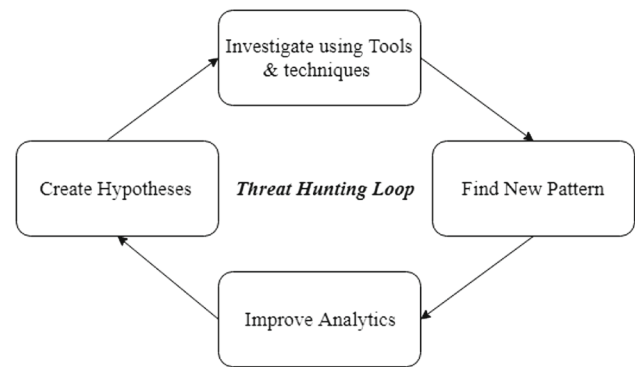 Investigate using Tools
& techniques
Create Hypotheses
Threat Hunting Loop
Find New Pattern
Improve Analytics